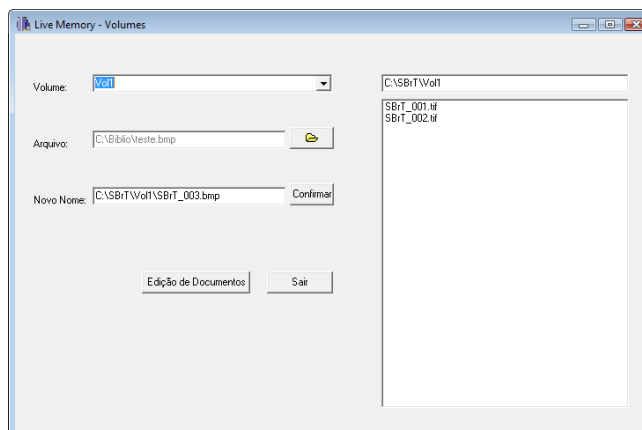 Live Memory - Volumes
Volume:
Vol1
C:\SBrT\Vol1
SBrT_001.tif
SBrT_002.tif
Arquivo:
C:\Biblio\teste.bmp
Novo Nome:
C:\SBrT\Vol1\SBrT_003.bmp
Confirmar
Edição de Documentos
Sair